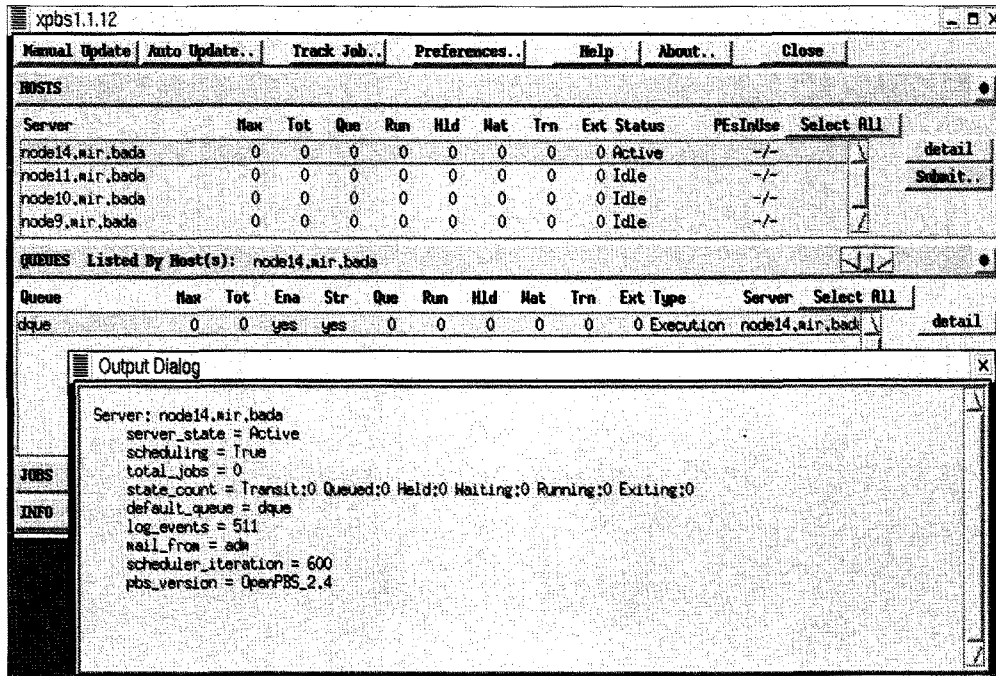 xpbs1.1.12
Manual Update Auto Update.. Track Job.. Preferences.. Help About.. Close
HOSTS
Server Max Tot Que Run Hld Wat Trn Ext Status PEsInUse Select All
node14.mir.bada 0 0 0 0 0 0 0 0 Active -/- detail
node11.mir.bada 0 0 0 0 0 0 0 0 Idle -/- Submit..
node10.mir.bada 0 0 0 0 0 0 0 0 Idle -/-
node9.mir.bada 0 0 0 0 0 0 0 0 Idle -/-
QUEUES Listed By Host(s): node14.mir.bada
Queue Max Tot Ena Str Que Run Hld Wat Trn Ext Type Server Select All
dque 0 0 yes yes 0 0 0 0 0 0 Execution node14.mir.bad detail
Output Dialog
Server: node14.mir.bada
server_state = Active
scheduling = True
total_jobs = 0
state_count = Transit:0 Queued:0 Held:0 Waiting:0 Running:0 Exiting:0
default_queue = dque
log_events = 511
mail_from = adm
scheduler_iteration = 600
pbs_version = OpenPBS_2.4
JOBS
INFO